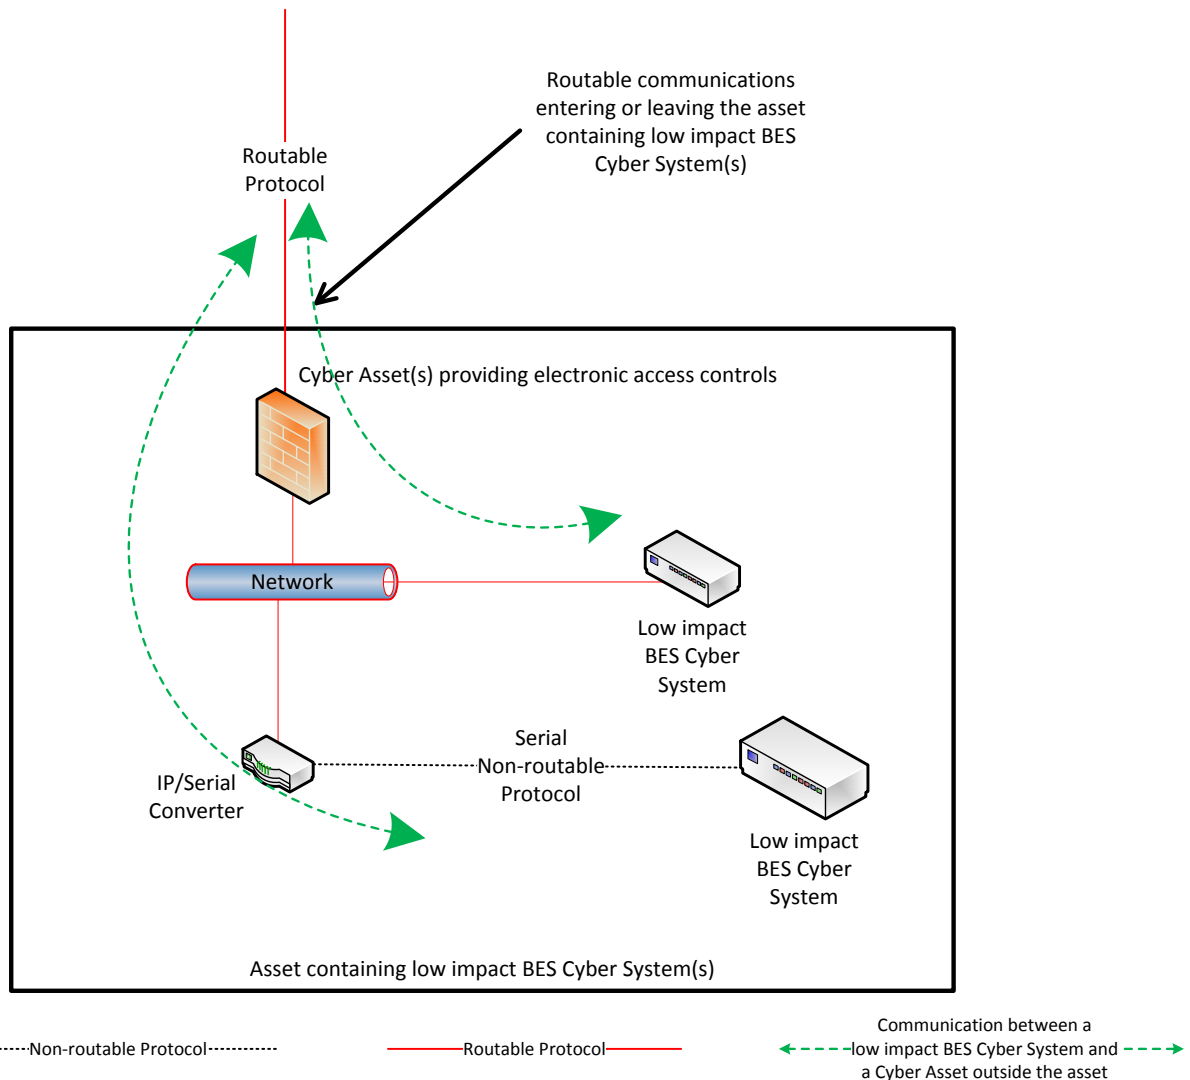 Routable communications
entering or leaving the asset
containing low impact BES
Cyber System(s)
Routable
Protocol
Cyber Asset(s) providing electronic access controls
Network
Low impact
BES Cyber
System
Serial
Non-routable
Protocol
IP/Serial
Converter
Low impact
BES Cyber
System
Asset containing low impact BES Cyber System(s)
Non-routable Protocol
Routable Protocol
Communication between a
low impact BES Cyber System and
a Cyber Asset outside the asset